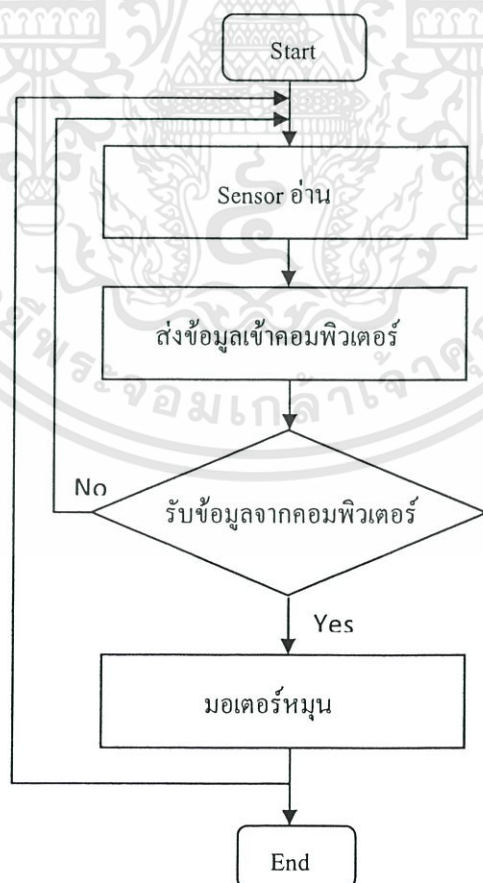 Start
Sensor อ่าน
ส่งข้อมูลเข้าคอมพิวเตอร์
No
รับข้อมูลจากคอมพิวเตอร์
Yes
มอเตอร์หมุน
End